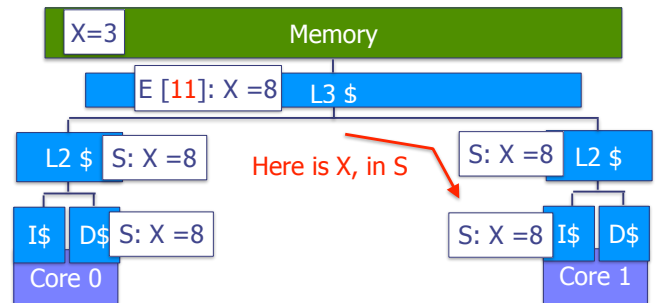 X=3
Memory
E [11]: X =8
L3 $
L2 $
S: X =8
Here is X, in S
S: X =8
L2 $
I$
D$
S: X =8
S: X =8
I$
D$
Core 0
Core 1